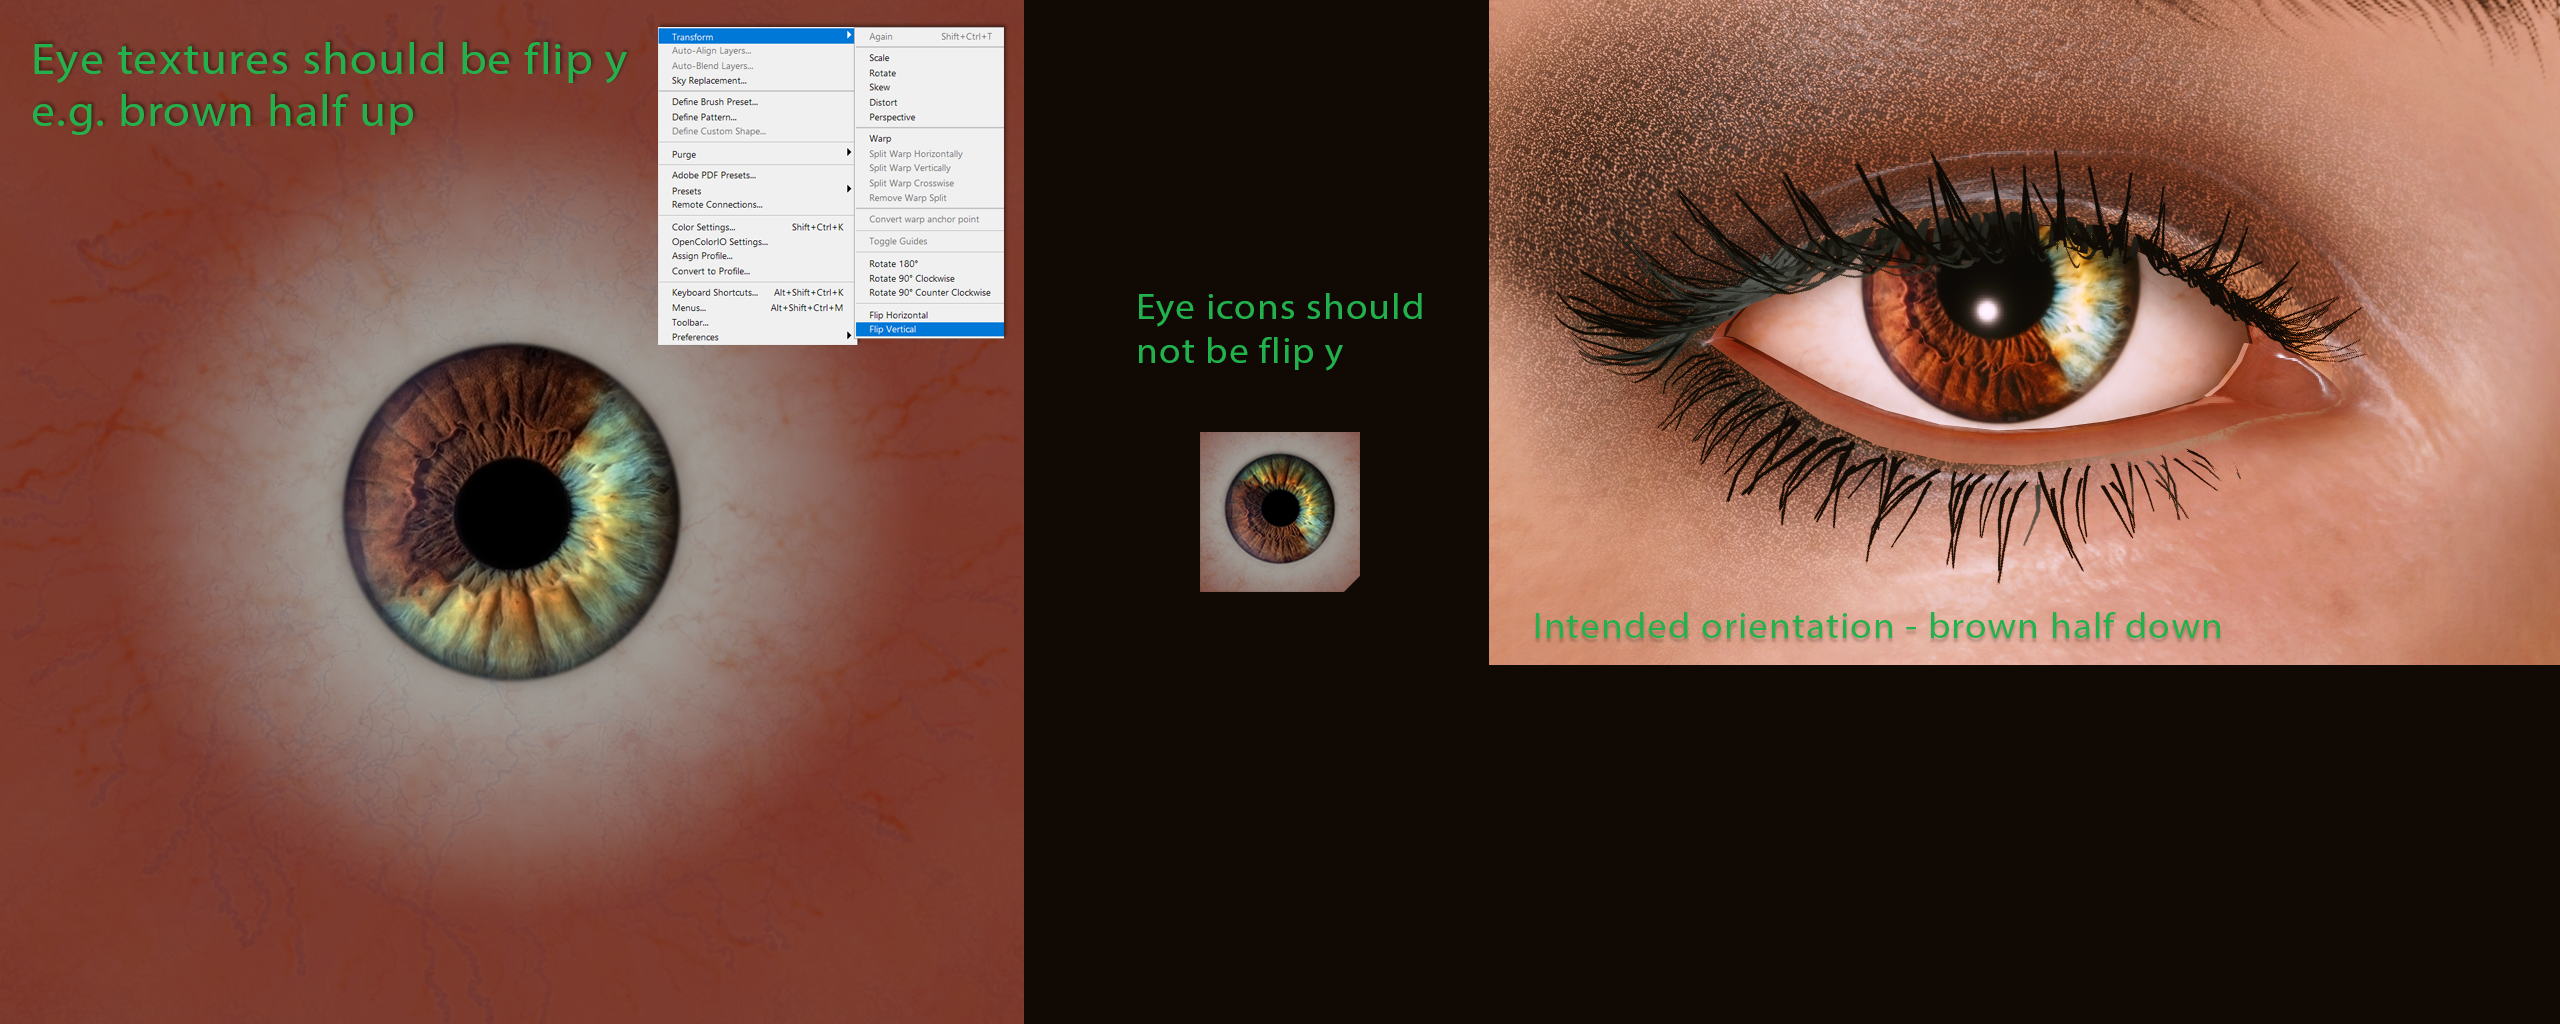 Eye textures should be flip y
e.g. brown half up
Transform
Auto-Align Layers...
Auto-Blend Layers...
Sky Replacement...
Define Brush Preset...
Define Pattern...
Define Custom Shape...
Purge
Adobe PDF Presets...
Presets
Remote Connections...
Color Settings... Shift+Ctrl+K
OpenColorIO Settings...
Assign Profile...
Convert to Profile...
Keyboard Shortcuts... Alt+Shift+Ctrl+K
Menus... Alt+Shift+Ctrl+M
Toolbar...
Preferences
Again Shift+Ctrl+T
Scale
Rotate
Skew
Distort
Perspective
Warp
Split Warp Horizontally
Split Warp Vertically
Split Warp Crosswise
Remove Warp Split
Convert warp anchor point
Toggle Guides
Rotate 180°
Rotate 90° Clockwise
Rotate 90° Counter Clockwise
Flip Horizontal
Flip Vertical
Eye icons should
not be flip y
Intended orientation - brown half down